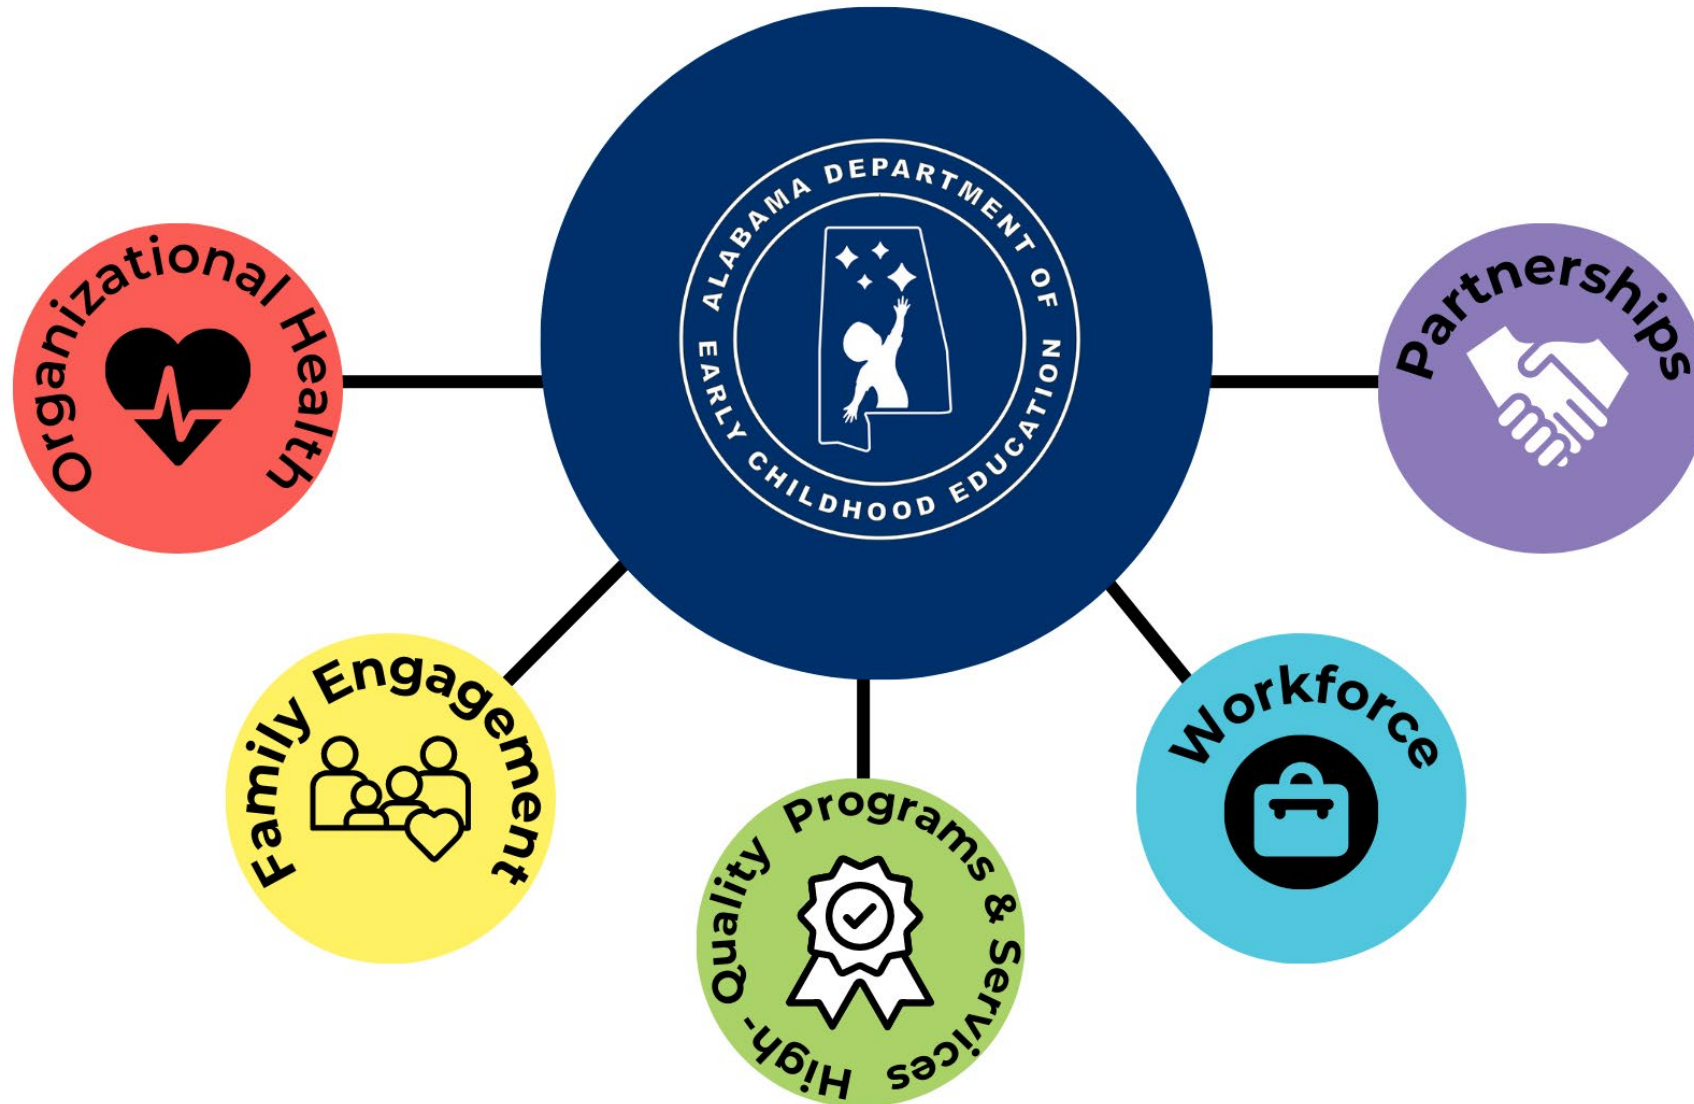 ALABAMA DEPARTMENT OF
EARLY CHILDHOOD EDUCATION
Organizational Health
Family Engagement
High-Quality Programs & Services
Workforce
Partnerships